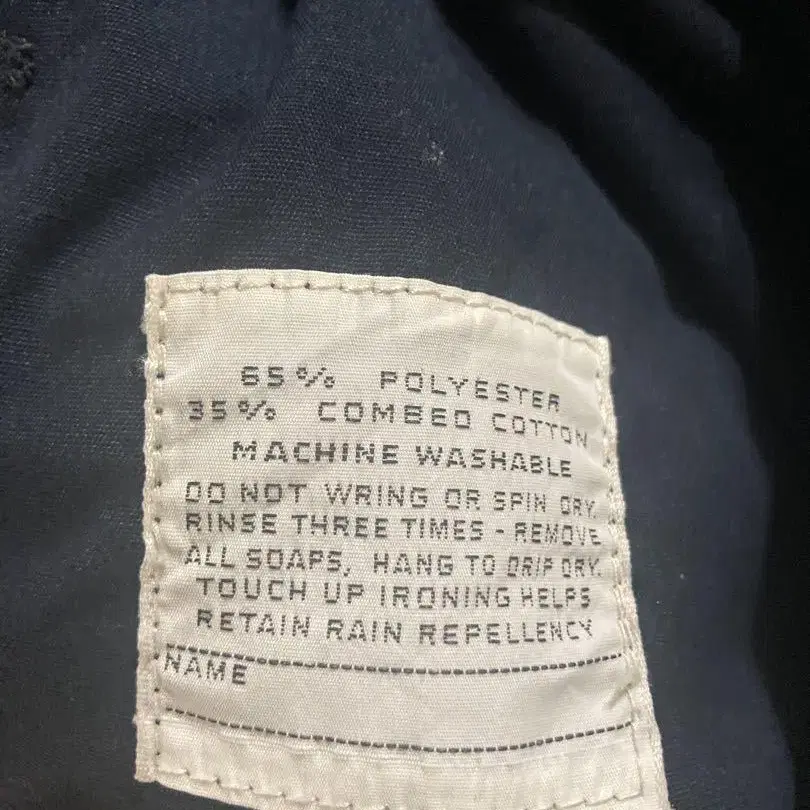 65% POLYESTER
35% COMBED COTTON
MACHINE WASHABLE
DO NOT WRING OR SPIN DRY.
RINSE THREE TIMES - REMOVE
ALL SOAPS, HANG TO DRIP DRY.
TOUCH UP IRONING HELPS
RETAIN RAIN REPELLENCY
NAME